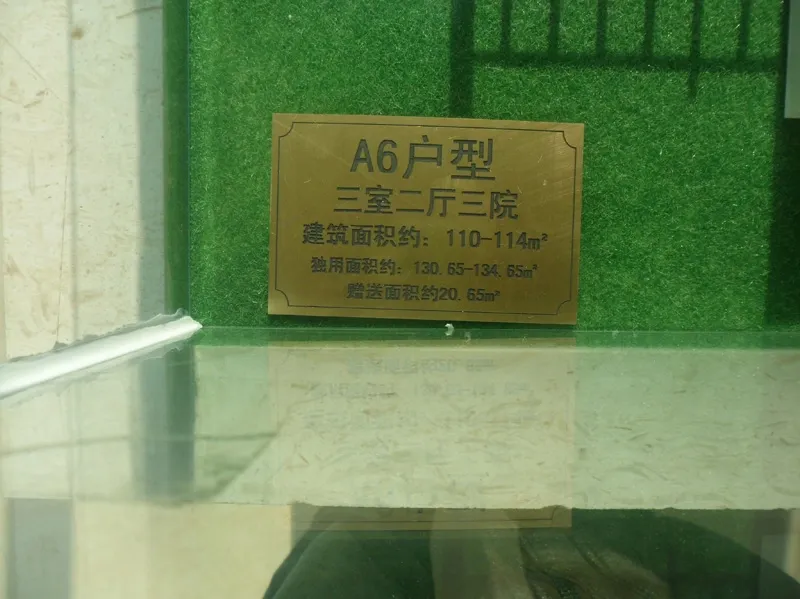 A6户型
三室二厅三院
建筑面积约：110-114㎡
独用面积约：130.65-134.65㎡
赠送面积约20.65㎡